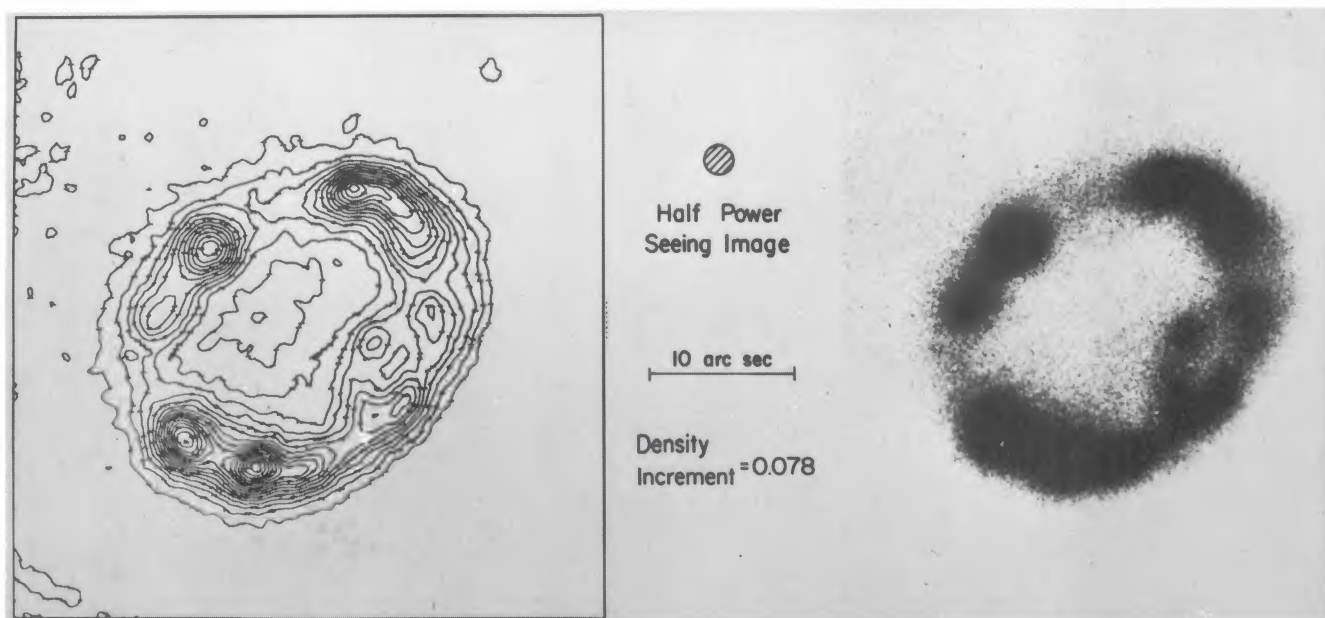 Half Power
Seeing Image
10 arc sec
Density
Increment = 0.078